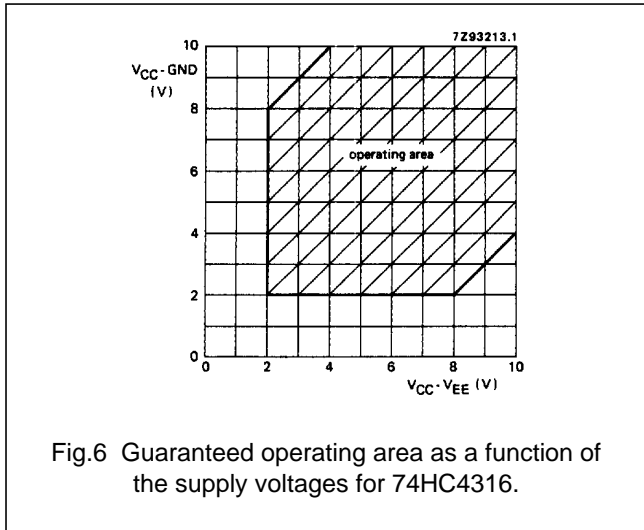 7Z93213.1
10
VCC - GND
(V)
8
operating area
6
4
2
0
0 2 4 6 8 10
VCC - VEE (V)
Fig.6 Guaranteed operating area as a function of
the supply voltages for 74HC4316.